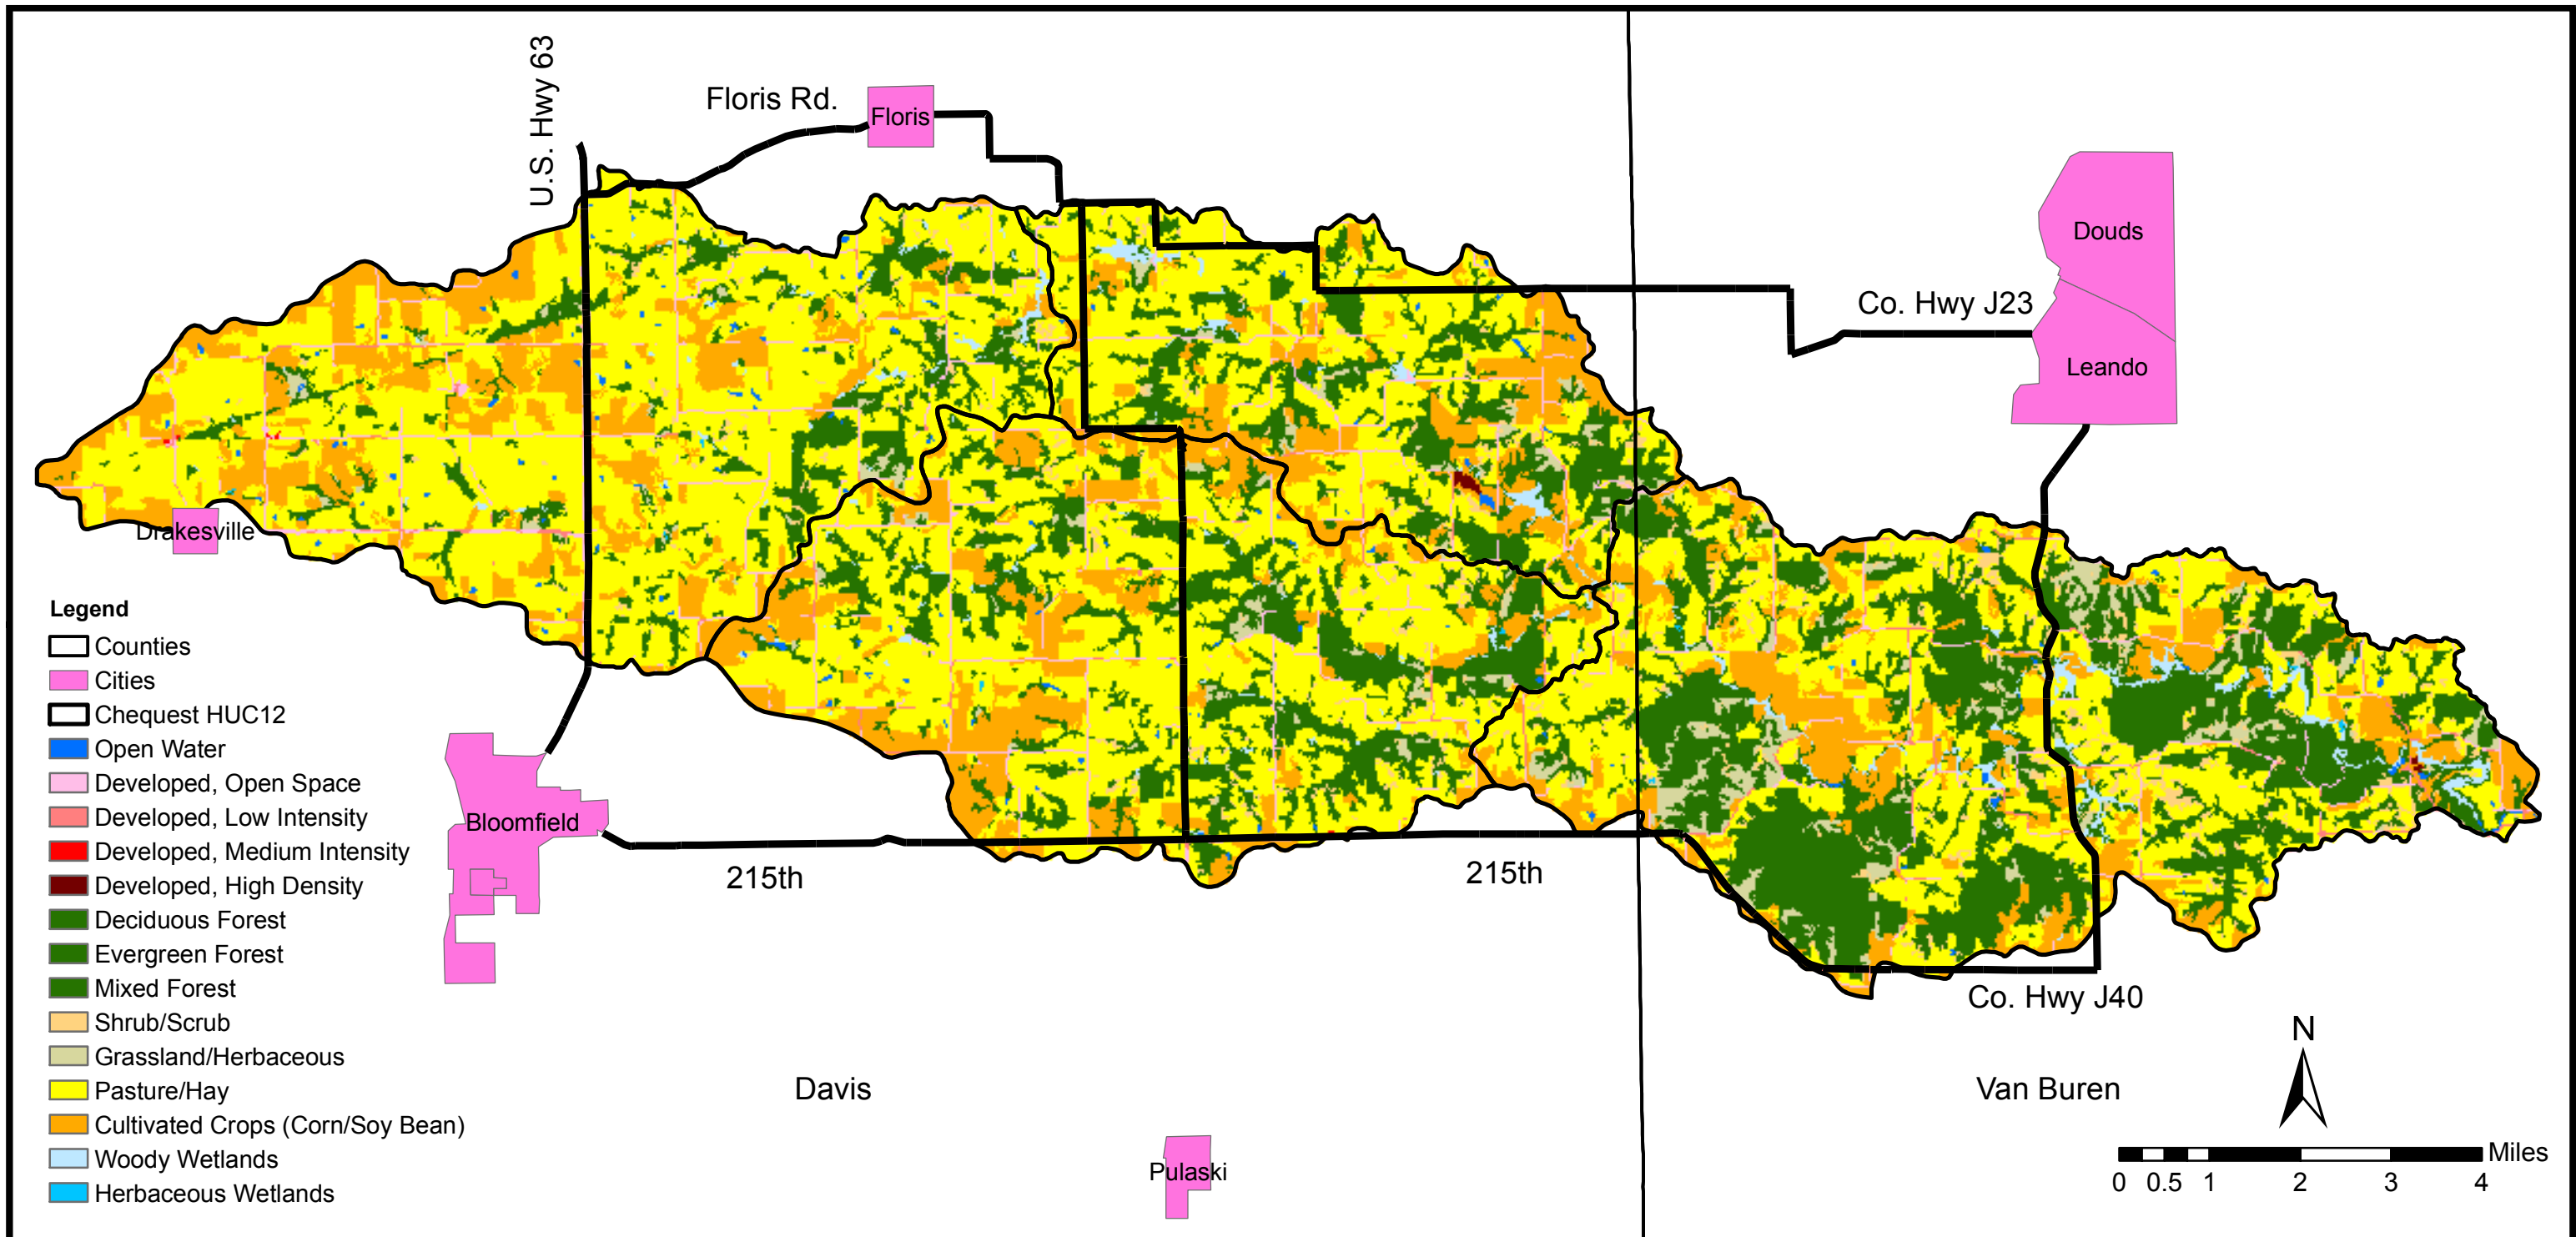 U.S. Hwy 63
Floris Rd.
Floris
Douds
Co. Hwy J23
Leando
Drakesville
Legend
Counties
Cities
Chequest HUC12
Open Water
Developed, Open Space
Developed, Low Intensity
Developed, Medium Intensity
Developed, High Density
Deciduous Forest
Evergreen Forest
Mixed Forest
Shrub/Scrub
Grassland/Herbaceous
Pasture/Hay
Cultivated Crops (Corn/Soy Bean)
Woody Wetlands
Herbaceous Wetlands
Bloomfield
215th
215th
Co. Hwy J40
Davis
Van Buren
Pulaski
N
Miles
0 0.5 1 2 3 4